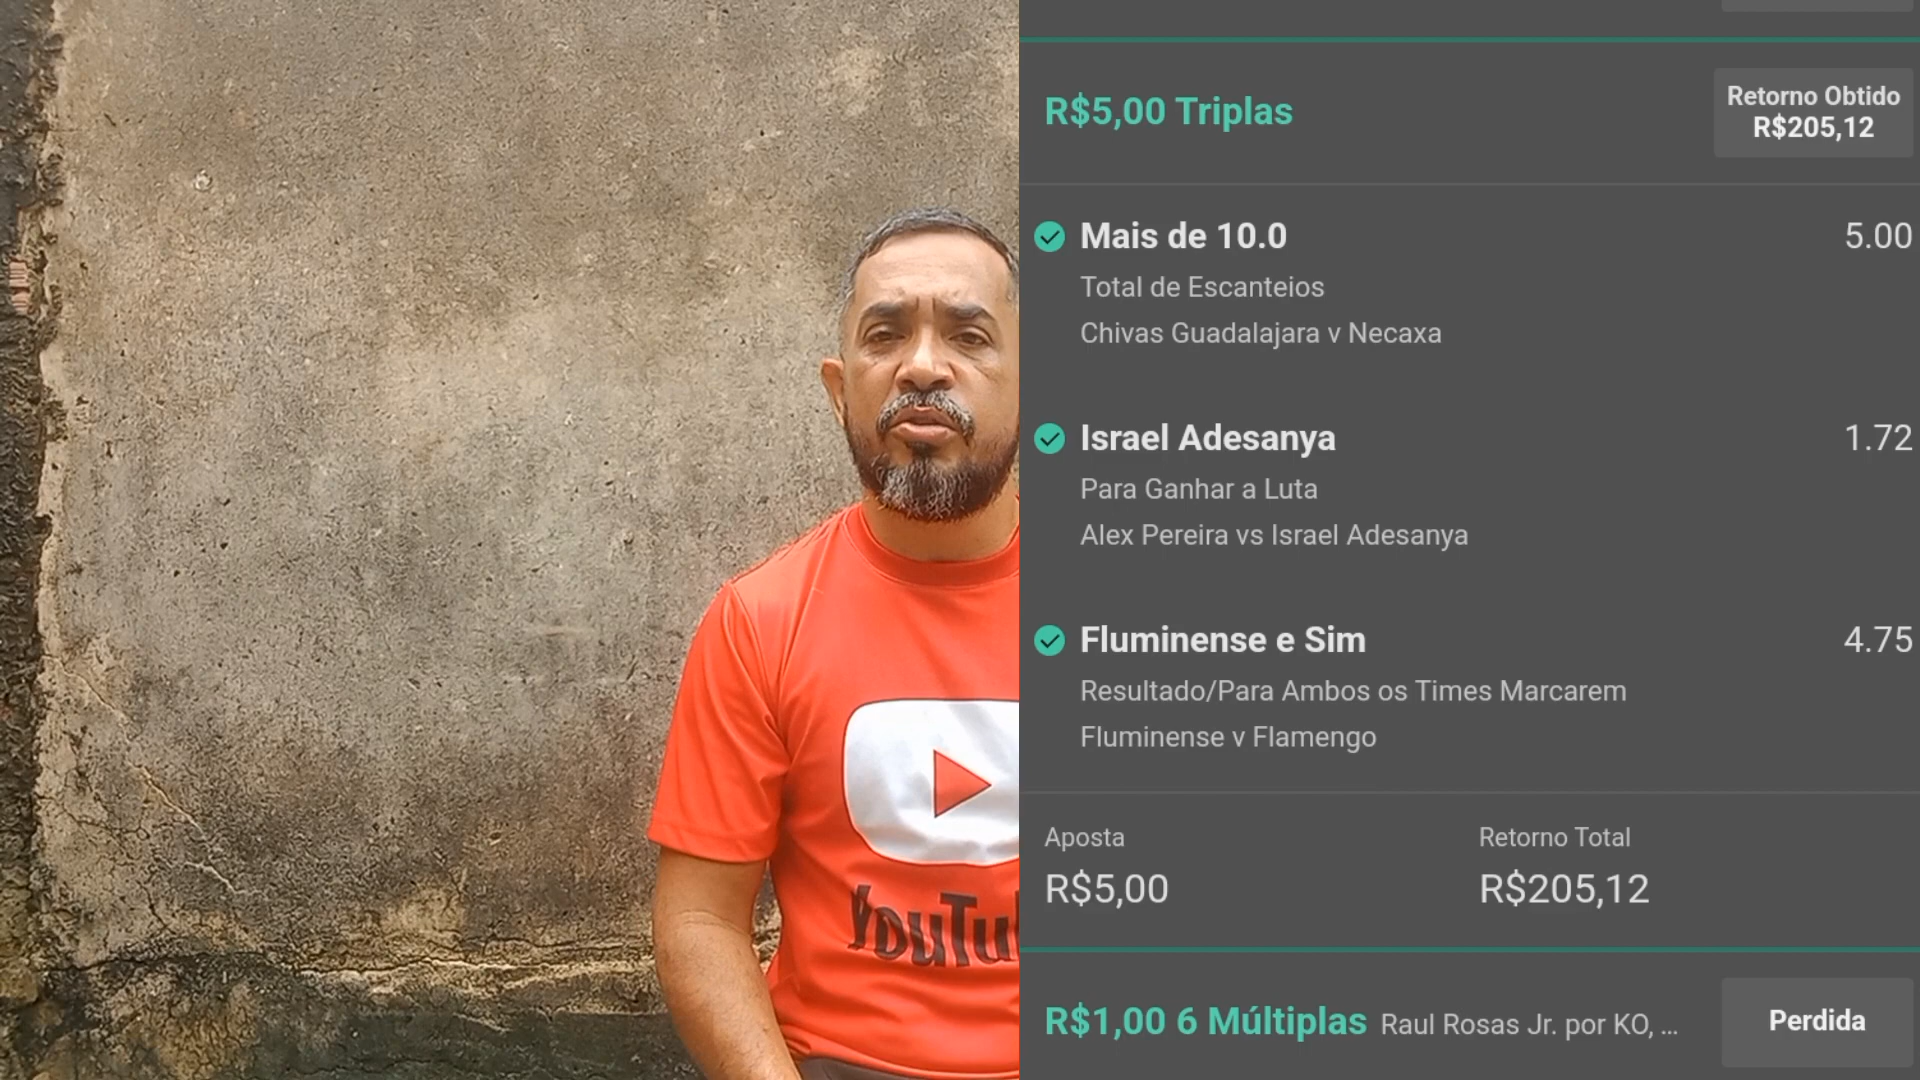 R$5,00 Triplas
Retorno Obtido
R$205,12
Mais de 10.0 5.00
Total de Escanteios
Chivas Guadalajara v Necaxa
Israel Adesanya 1.72
Para Ganhar a Luta
Alex Pereira vs Israel Adesanya
Fluminense e Sim 4.75
Resultado/Para Ambos os Times Marcarem
Fluminense v Flamengo
Aposta Retorno Total
R$5,00 R$205,12
R$1,00 6 Múltiplas Raul Rosas Jr. por KO, ... Perdida
YouTu